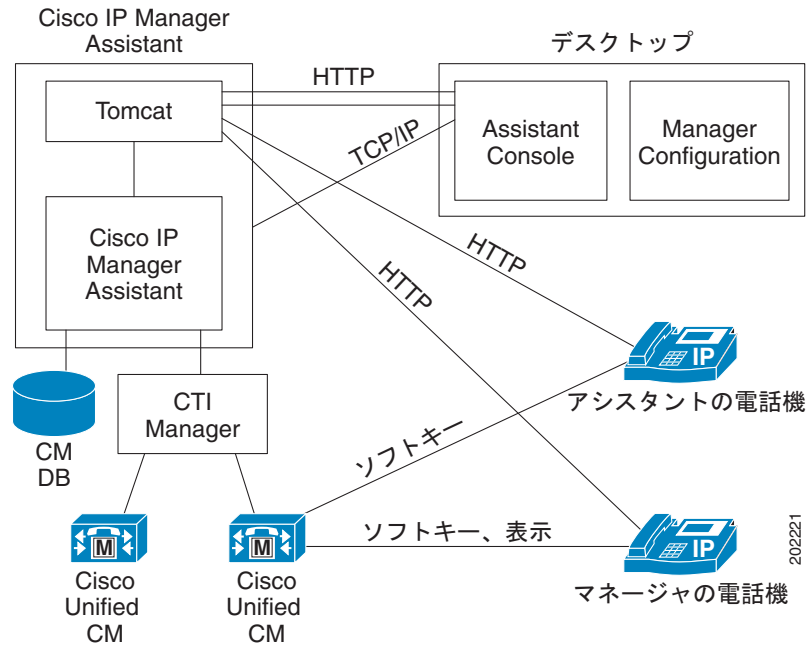 Cisco IP Manager
Assistant
デスクトップ
HTTP
Tomcat
Assistant
Console
Manager
Configuration
TCP/IP
Cisco IP
Manager
Assistant
HTTP
HTTP
IP
アシスタントの電話機
CTI
Manager
CM
DB
ソフトキー
M
M
ソフトキー、表示
IP
202221
Cisco
Unified
CM
Cisco
Unified
CM
マネージャの電話機